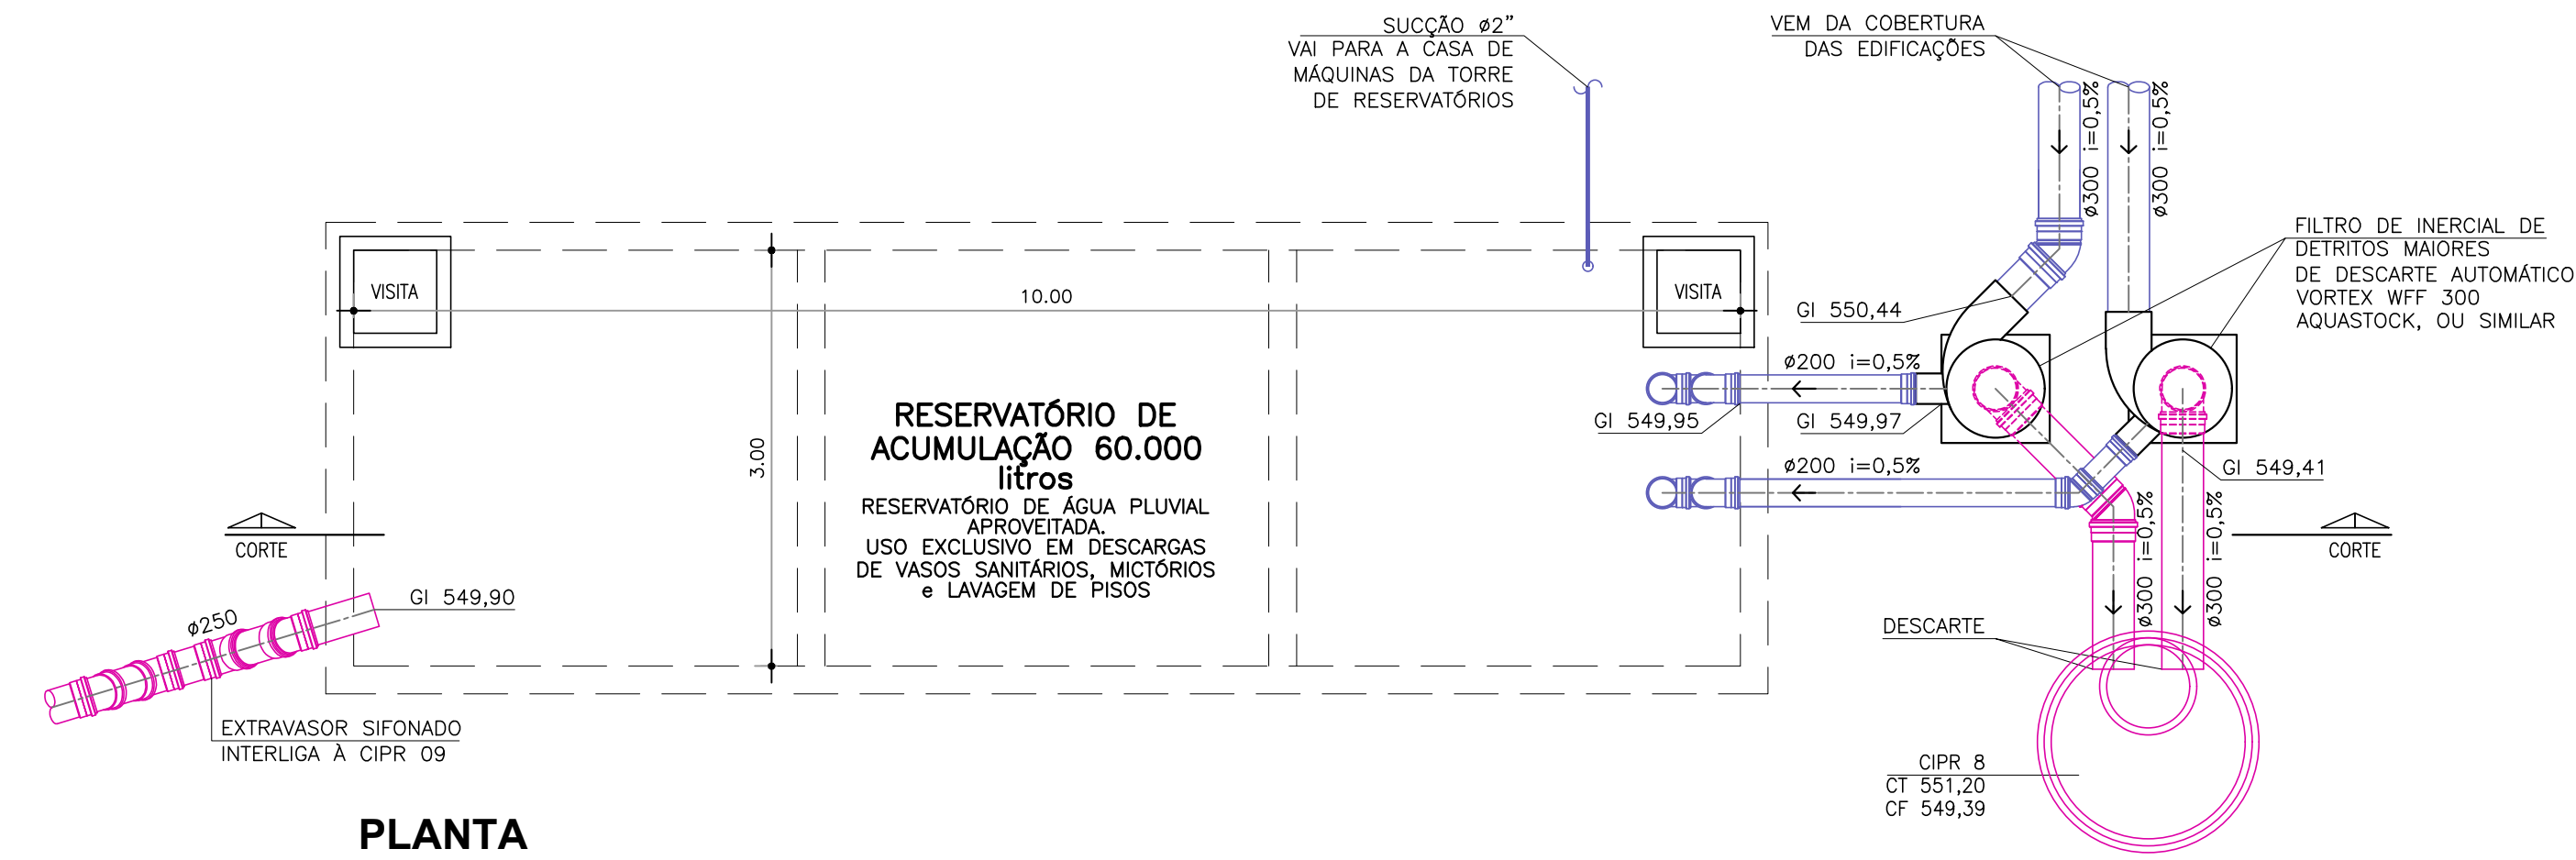 SUCÇÃO ø2”
VAI PARA A CASA DE
MÁQUINAS DA TORRE
DE RESERVATÓRIOS
VEM DA COBERTURA
DAS EDIFICAÇÕES
ø300 i=0,5%
ø300 i=0,5%
FILTRO DE INERCIAL DE
DETRITOS MAIORES
DE DESCARTE AUTOMÁTICO
VORTEX WFF 300
AQUASTOCK, OU SIMILAR
VISITA
10.00
VISITA
GI 550,44
ø200 i=0,5%
GI 549,95
GI 549,97
3.00
RESERVATÓRIO DE
ACUMULAÇÃO 60.000
litros
RESERVATÓRIO DE ÁGUA PLUVIAL
APROVEITADA.
USO EXCLUSIVO EM DESCARGAS
DE VASOS SANITÁRIOS, MICTÓRIOS
e LAVAGEM DE PISOS
ø200 i=0,5%
GI 549,41
ø300 i=0,5%
ø300 i=0,5%
CORTE
CORTE
GI 549,90
ø250
DESCARTE
EXTRAVASOR SIFONADO
INTERLIGA À CIPR 09
CIPR 8
CT 551,20
CF 549,39
PLANTA